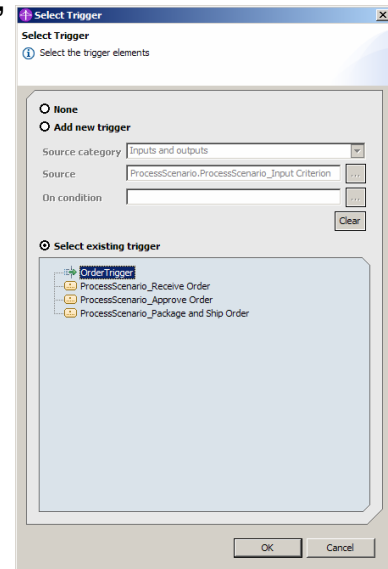 Select Trigger
Select Trigger
Select the trigger elements
None
Add new trigger
Source category Inputs and outputs
Source ProcessScenario.ProcessScenario_Input Criterion ...
On condition ...
Clear
Select existing trigger
OrderTrigger
ProcessScenario_Receive Order
ProcessScenario_Approve Order
ProcessScenario_Package and Ship Order
OK Cancel